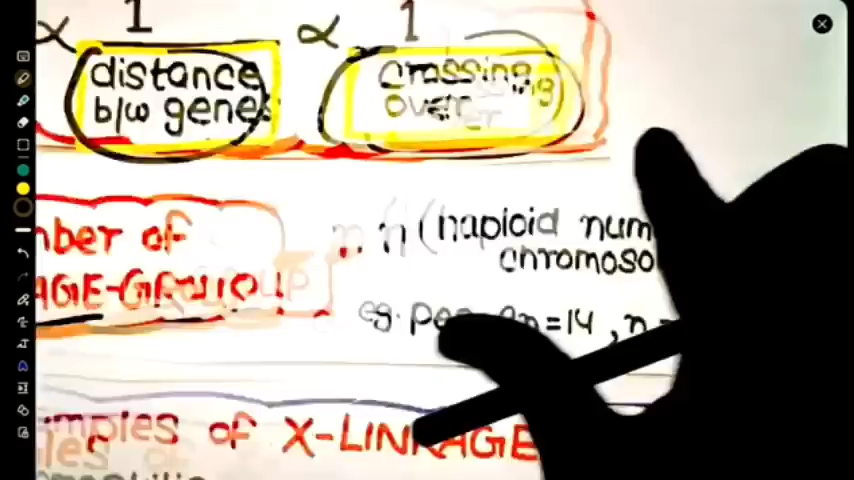 ∝ 1 ∝ 1
distance crossing
b/w genes over
mber of n (haploid num
AGE-GROUP chromoso
eg. pea 2n=14, n
mples of X-LINKAGE